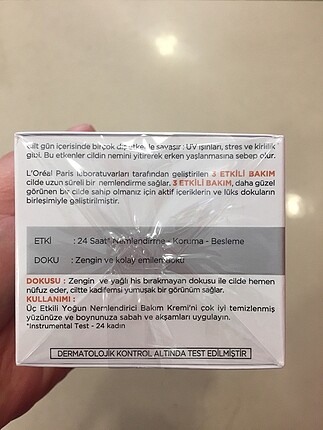 cilt gün içerisinde birçok dış etkenle savaşır : UV ışınları, stres ve kirlilik
gibi. Bu etkenler cildin nemini yitirerek erken yaşlanmasına sebep olur.
L'Oréal Paris laboratuvarları tarafından geliştirilen 3 ETKİLİ BAKIM
cilde uzun süreli bir nemlendirme sağlar. 3 ETKİLİ BAKIM, daha güzel
görünen bir cilde sahip olmanız için aktif içeriklerin ve lüks dokuların
birleşimiyle geliştirilmiştir.
ETKİ : 24 Saat* Nemlendirme - Koruma - Besleme
DOKU : Zengin ve kolay emilen doku
DOKUSU : Zengin ve yağlı his bırakmayan dokusu ile cilde hemen
nüfuz eder, ciltte kadifemsi yumuşak bir görünüm sağlar.
KULLANIMI :
Üç Etkili Yoğun Nemlendirici Bakım Kremi'ni çok iyi temizlenmiş
yüzünüze ve boynunuza sabah ve akşamları uygulayın.
*Instrumental Test - 24 kadın
DERMATOLOJİK KONTROL ALTINDA TEST EDİLMİŞTİR